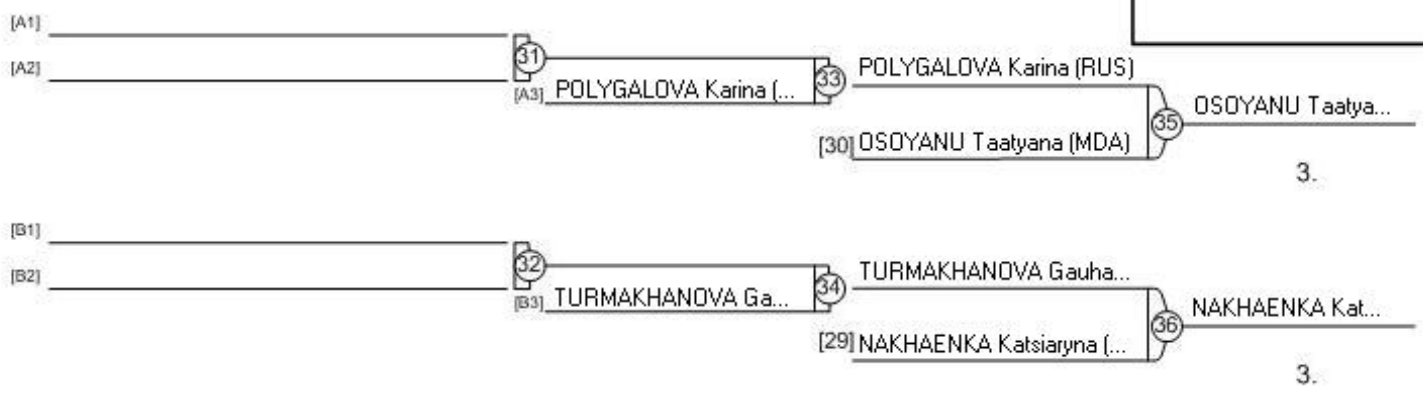 [A1]
[A2]
31
[A3] POLYGALOVA Karina (...
33
POLYGALOVA Karina (RUS)
[30] OSOYANU Taatyana (MDA)
35
OSOYANU Taatya...
3.
[B1]
[B2]
32
[B3] TURMAKHANOVA Ga...
34
TURMAKHANOVA Gauha...
[29] NAKHAENKA Katsiaryna (...
36
NAKHAENKA Kat...
3.